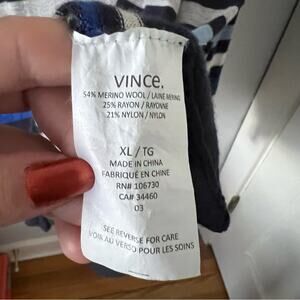 VINCE.
54% MERINO WOOL / LAINE MERINO
25% RAYON / RAYONNE
21% NYLON / NYLON
XL / TG
MADE IN CHINA
FABRIQUÉ EN CHINE
RN# 106730
CA# 34460
03
SEE REVERSE FOR CARE
VOIR AU VERSO POUR LES SOINS